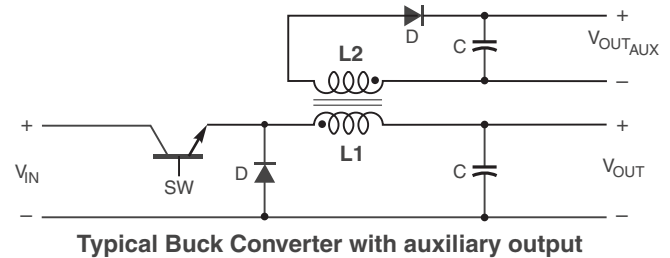 D
+
C
V_OUT_AUX
L2
−
+
L1
+
V_IN
SW
D
C
V_OUT
−
−
Typical Buck Converter with auxiliary output